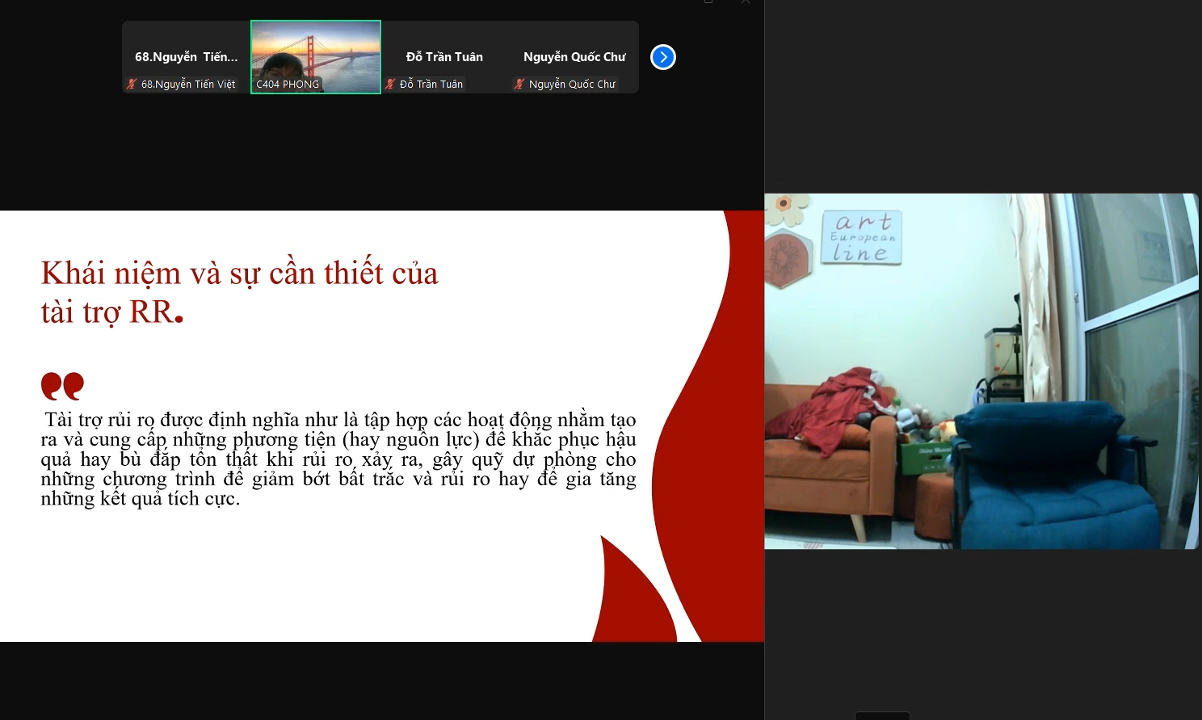 68.Nguyễn Tiến...
Đỗ Trần Tuân
Nguyễn Quốc Chư
68.Nguyễn Tiến Việt
C404 PHONG
Đỗ Trần Tuân
Nguyễn Quốc Chư
Khái niệm và sự cần thiết của
tài trợ RR.
Tài trợ rủi ro được định nghĩa như là tập hợp các hoạt động nhằm tạo
ra và cung cấp những phương tiện (hay nguồn lực) để khắc phục hậu
quả hay bù đắp tổn thất khi rủi ro xảy ra, gây quỹ dự phòng cho
những chương trình để giảm bớt bất trắc và rủi ro hay để gia tăng
những kết quả tích cực.
art
European
line